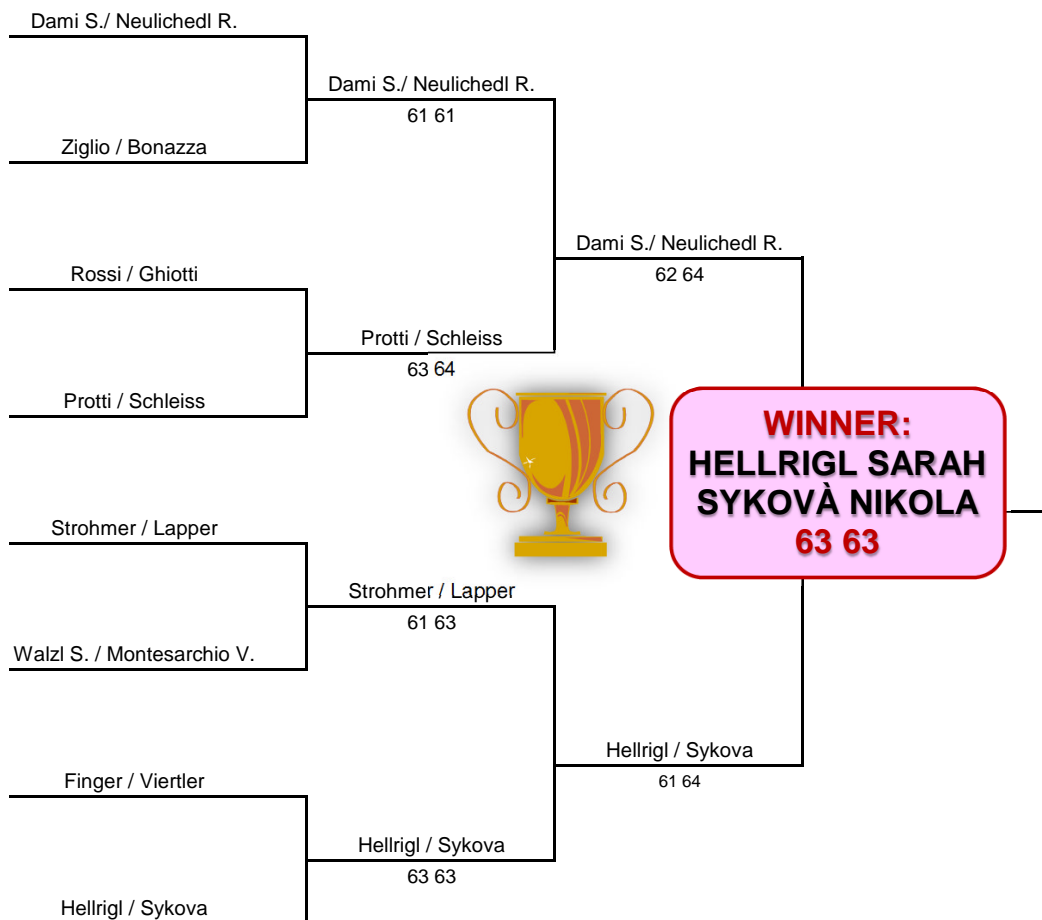 Dami S./ Neulichedl R.
Dami S./ Neulichedl R.
61 61
Ziglio / Bonazza
Dami S./ Neulichedl R.
62 64
Rossi / Ghiotti
Protti / Schleiss
63 64
Protti / Schleiss
WINNER:
HELLRIGL SARAH
SYKOVÀ NIKOLA
63 63
Strohmer / Lapper
Strohmer / Lapper
61 63
Walzl S. / Montesarchio V.
Hellrigl / Sykova
61 64
Finger / Viertler
Hellrigl / Sykova
63 63
Hellrigl / Sykova